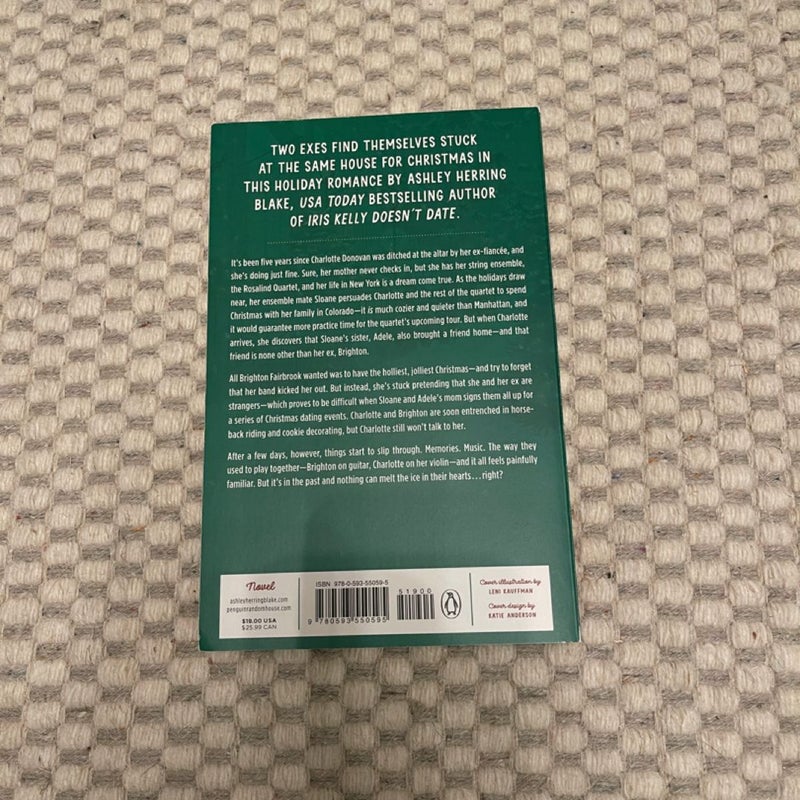 TWO EXES FIND THEMSELVES STUCK
AT THE SAME HOUSE FOR CHRISTMAS IN
THIS HOLIDAY ROMANCE BY ASHLEY HERRING
BLAKE, USA TODAY BESTSELLING AUTHOR
OF IRIS KELLY DOESN'T DATE.
It's been five years since Charlotte Donovan was ditched at the altar by her ex-fiancée, and
she's doing just fine. Sure, her mother never checks in, but she has her string ensemble,
the Rosalind Quartet, and her life in New York is a dream come true. As the holidays draw
near, her ensemble mate Sloane persuades Charlotte and the rest of the quartet to spend
Christmas with her family in Colorado—it is much cozier and quieter than Manhattan, and
it would guarantee more practice time for the quartet's upcoming tour. But when Charlotte
arrives, she discovers that Sloane's sister, Adele, also brought a friend home—and that
friend is none other than her ex, Brighton.
All Brighton Fairbrook wanted was to have the holliest, jolliest Christmas—and try to forget
that her band kicked her out. But instead, she's stuck pretending that she and her ex are
strangers—which proves to be difficult when Sloane and Adele's mom signs them all up for
a series of Christmas dating events. Charlotte and Brighton are soon entrenched in horse-
back riding and cookie decorating, but Charlotte still won't talk to her.
After a few days, however, things start to slip through. Memories. Music. The way they
used to play together—Brighton on guitar, Charlotte on her violin—and it all feels painfully
familiar. But it's in the past and nothing can melt the ice in their hearts...right?
Novel
ashleyherringblake.com
penguinrandomhouse.com
$19.00 USA
$25.99 CAN
ISBN 978-0-593-55059-5
51900
9 780593 550595
Cover illustration by
LENI KAUFFMAN
Cover design by
KATIE ANDERSON